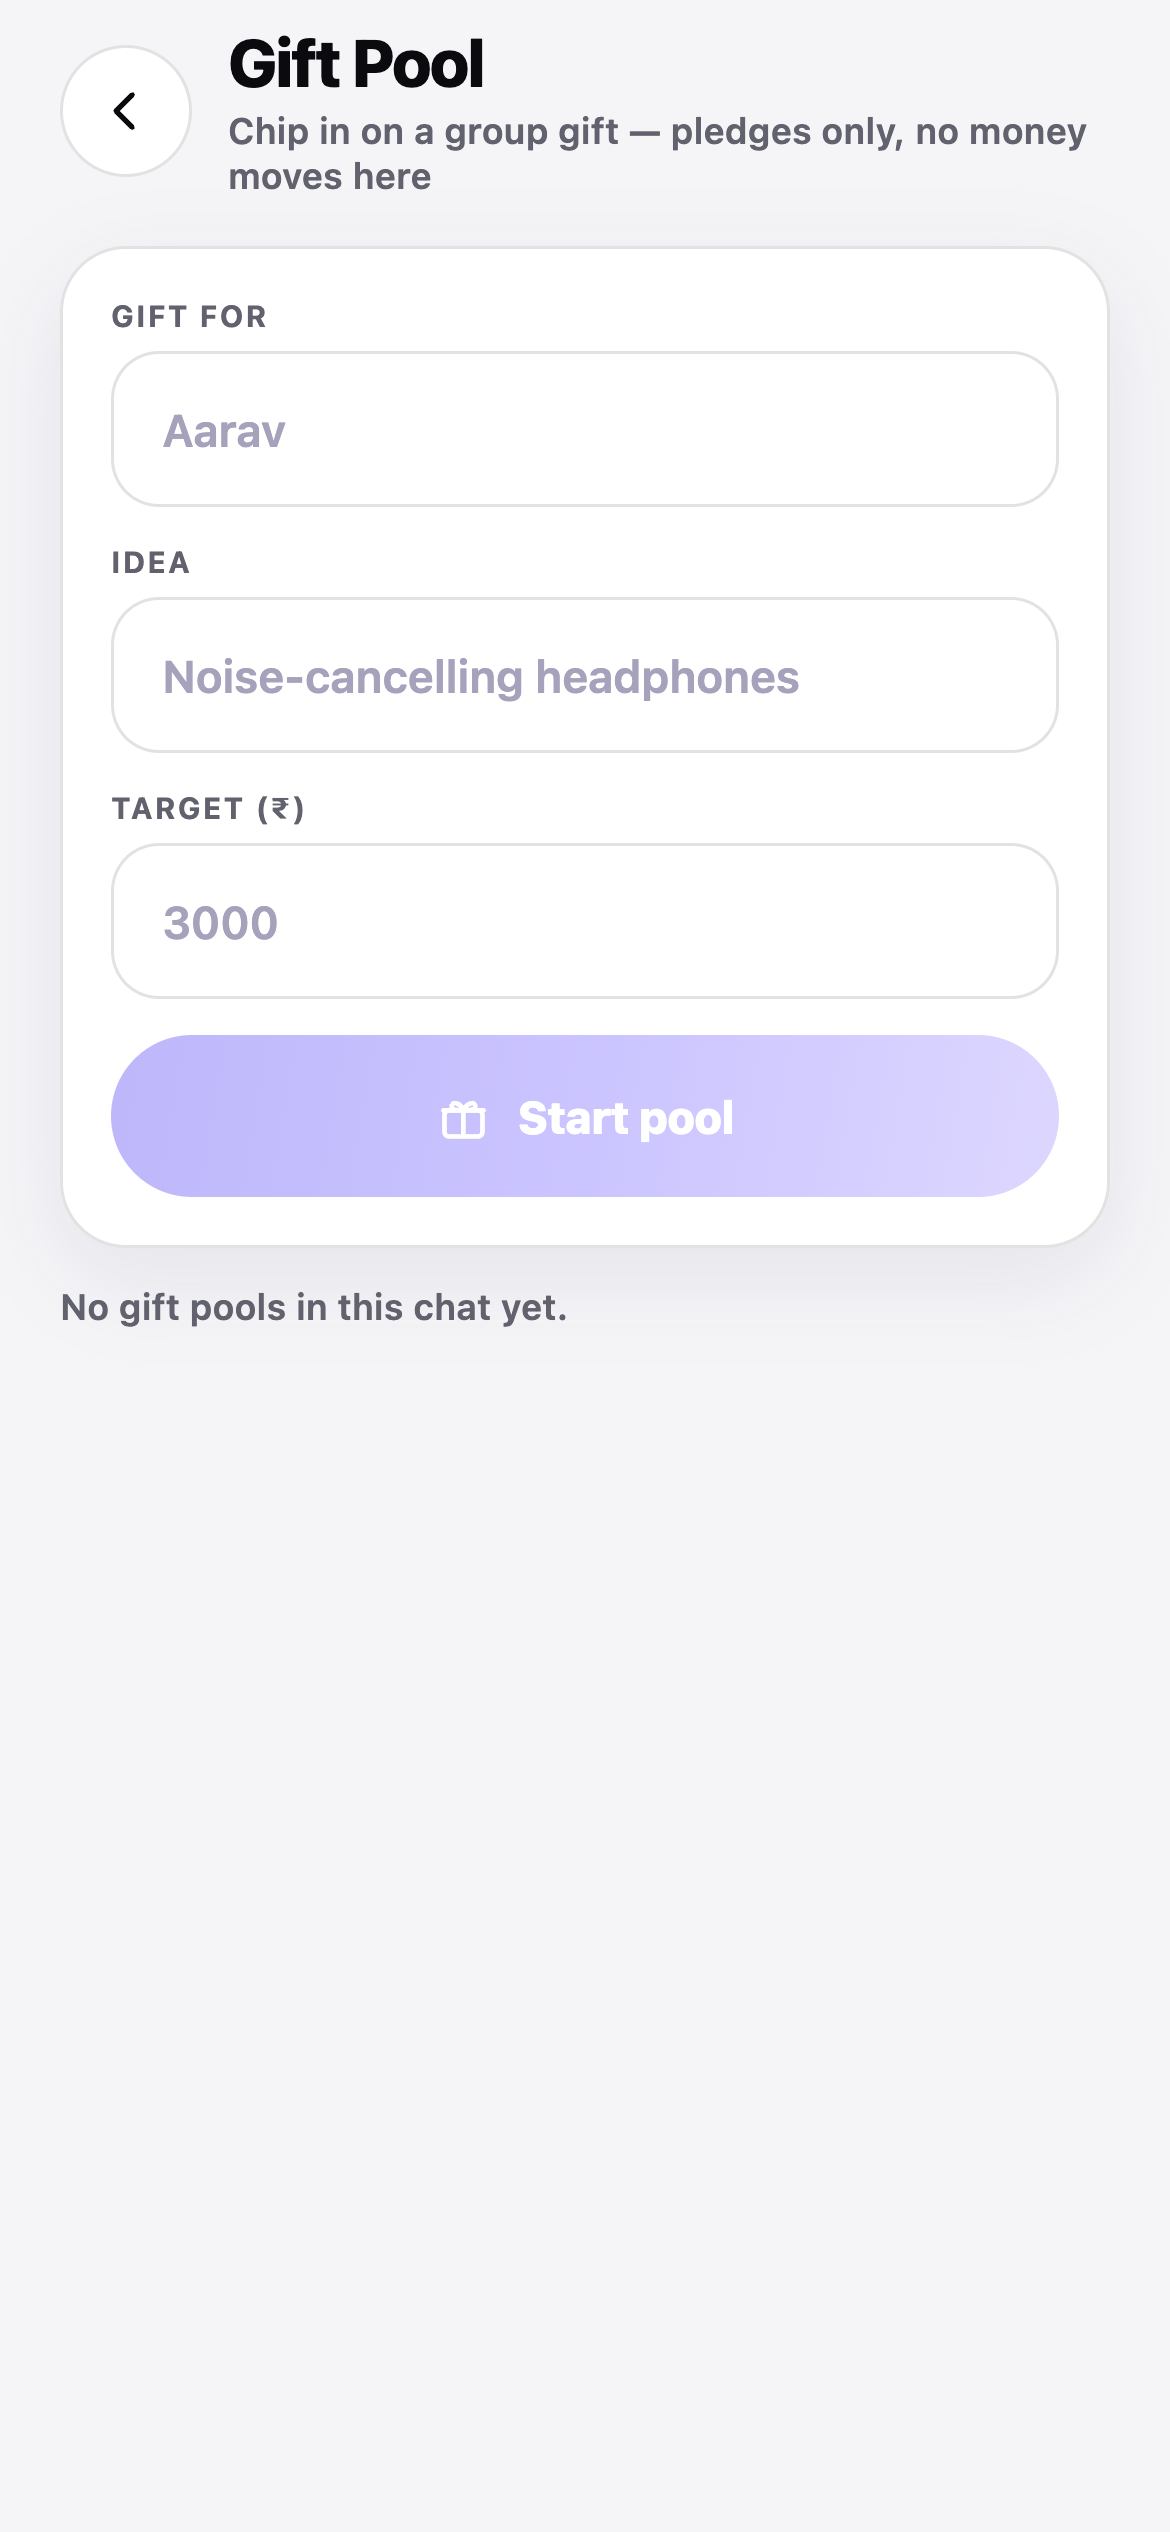 Gift Pool
Chip in on a group gift — pledges only, no money
moves here
GIFT FOR
Aarav
IDEA
Noise-cancelling headphones
TARGET (₹)
3000
Start pool
No gift pools in this chat yet.